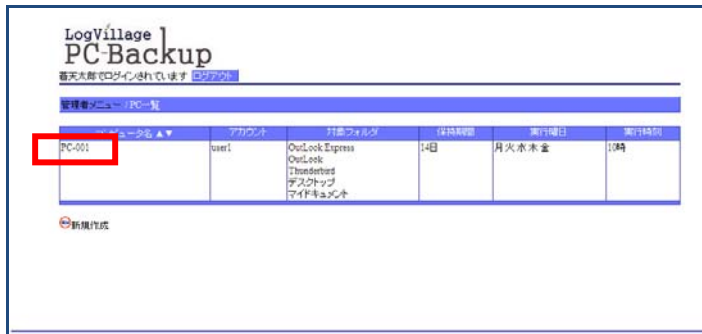 LogVillage
PC-Backup
蒼天太郎でログインされています ログアウト
管理者メニュー / PC一覧
コンピュータ名 ▲▼ アカウント 対象フォルダ 保持期間 実行曜日 実行時刻
PC-001 user1 OutLook Express 14日 月火水木金 10時
OutLook
Thunderbird
デスクトップ
マイドキュメント
新規作成